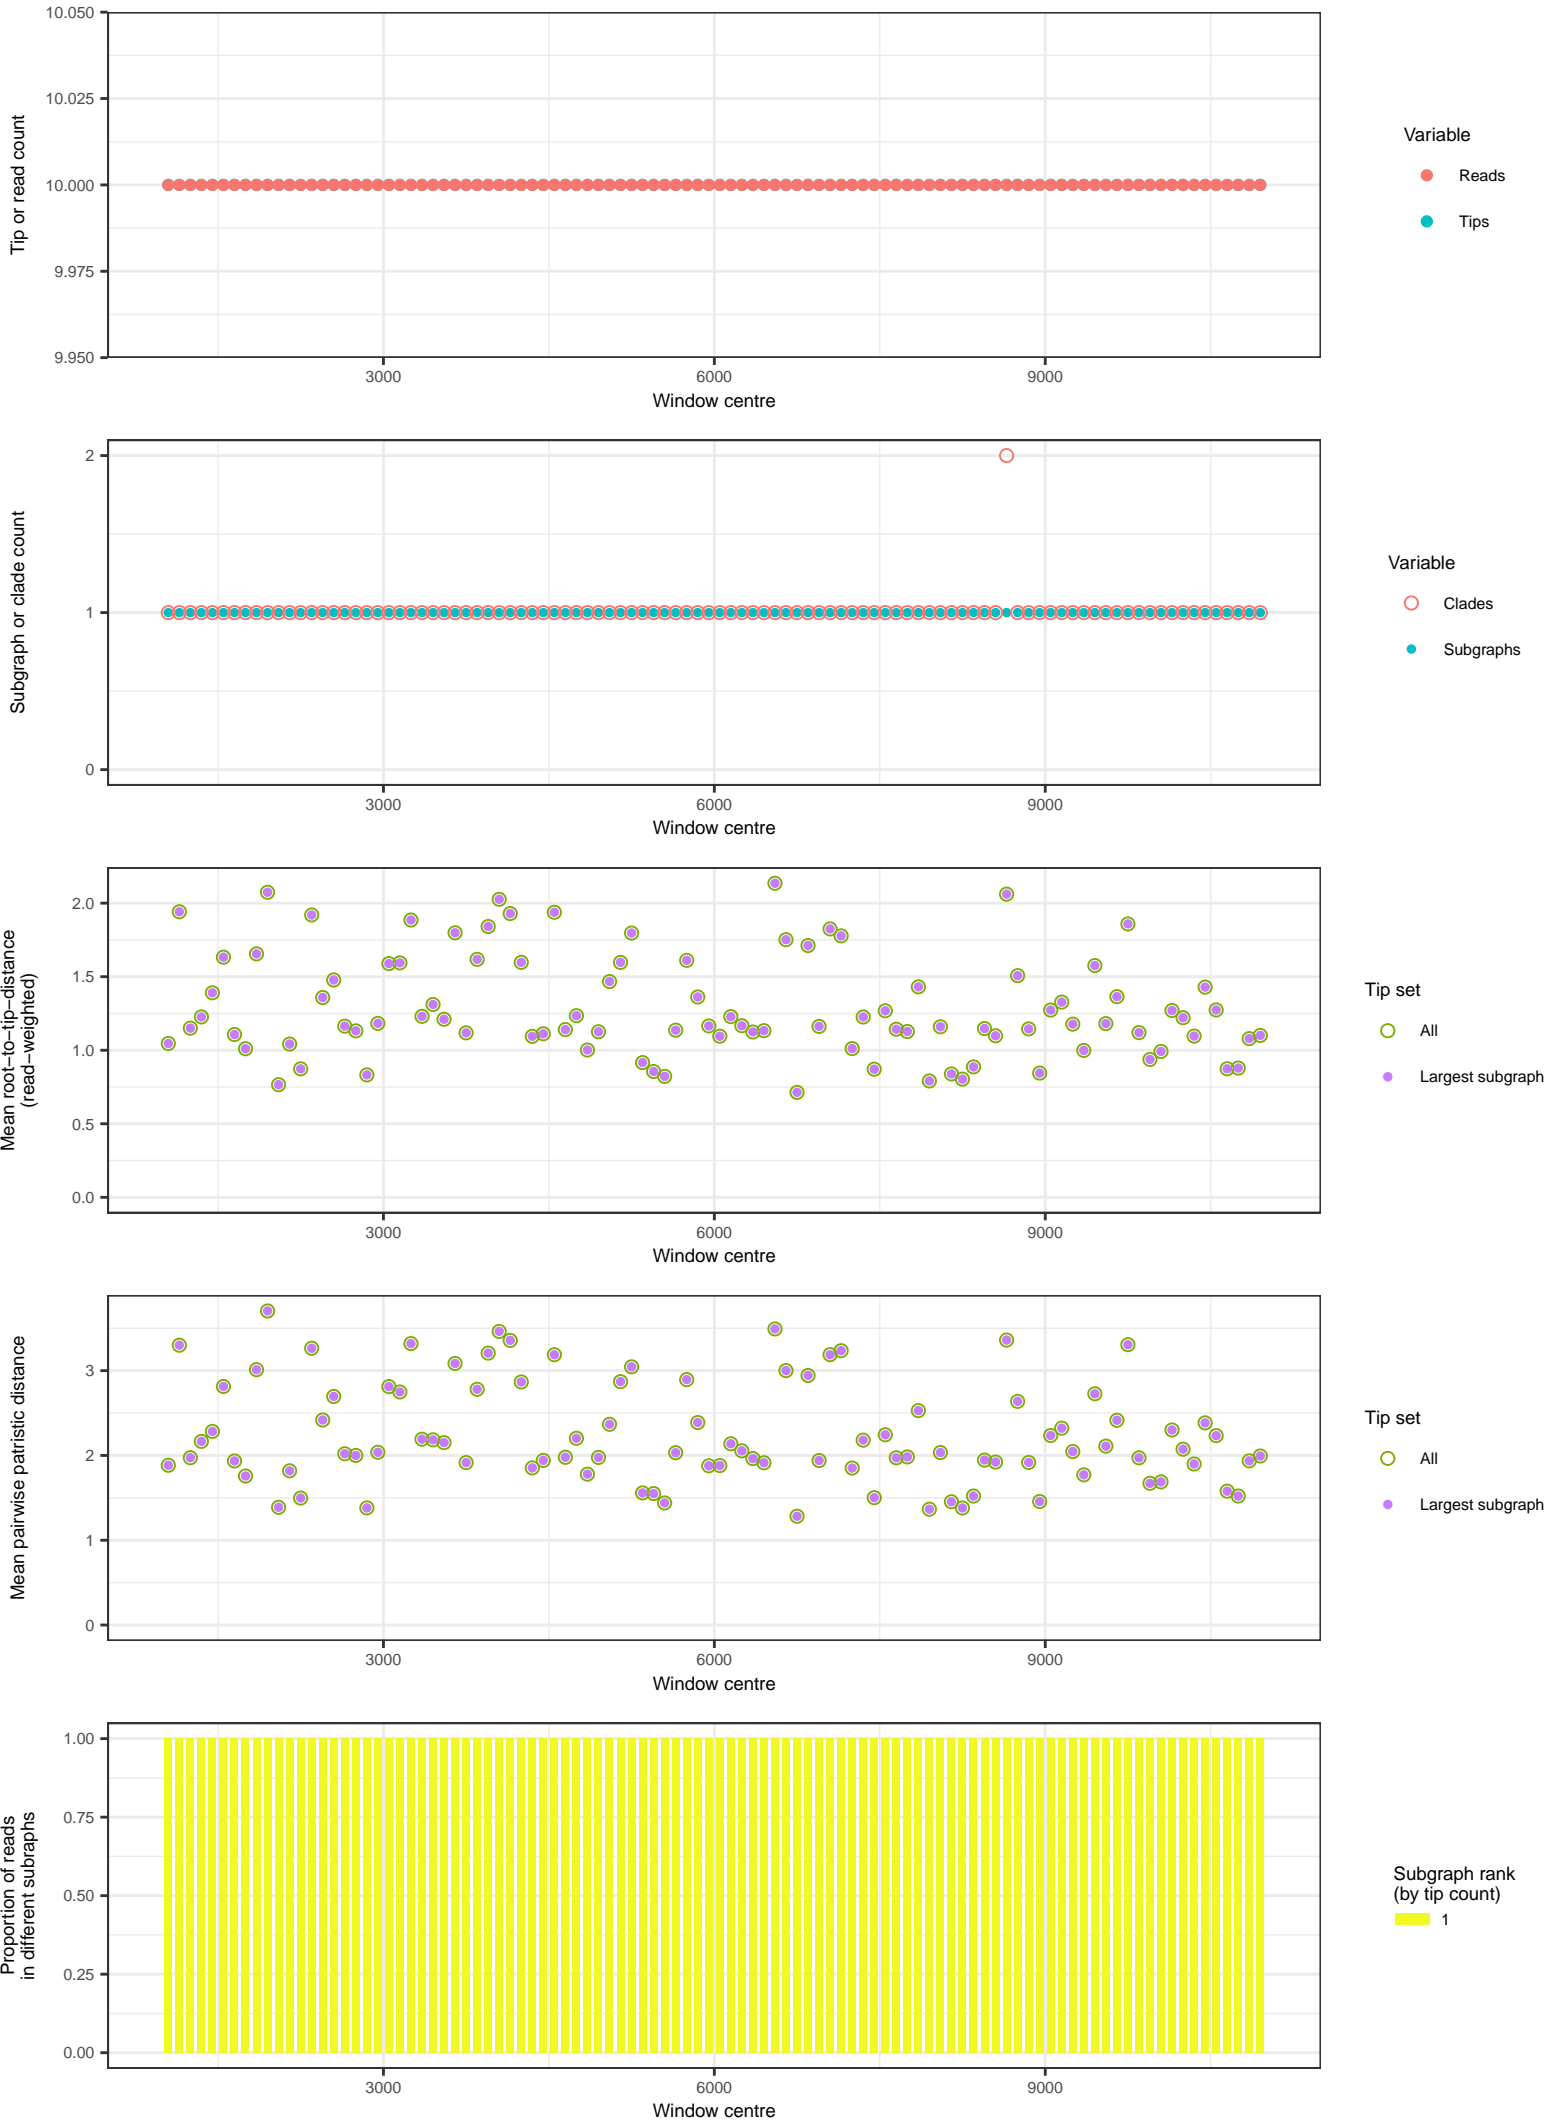 10.050
10.025
10.000
9.975
9.950
Tip or read count
3000
6000
9000
Window centre
Variable
Reads
Tips
2
1
0
Subgraph or clade count
3000
6000
9000
Window centre
Variable
Clades
Subgraphs
2.0
1.5
1.0
0.5
0.0
Mean root−to−tip−distance
(read−weighted)
3000
6000
9000
Window centre
Tip set
All
Largest subgraph
3
2
1
0
Mean pairwise patristic distance
3000
6000
9000
Window centre
Tip set
All
Largest subgraph
1.00
0.75
0.50
0.25
0.00
Proportion of reads
in different subraphs
3000
6000
9000
Window centre
Subgraph rank
(by tip count)
1